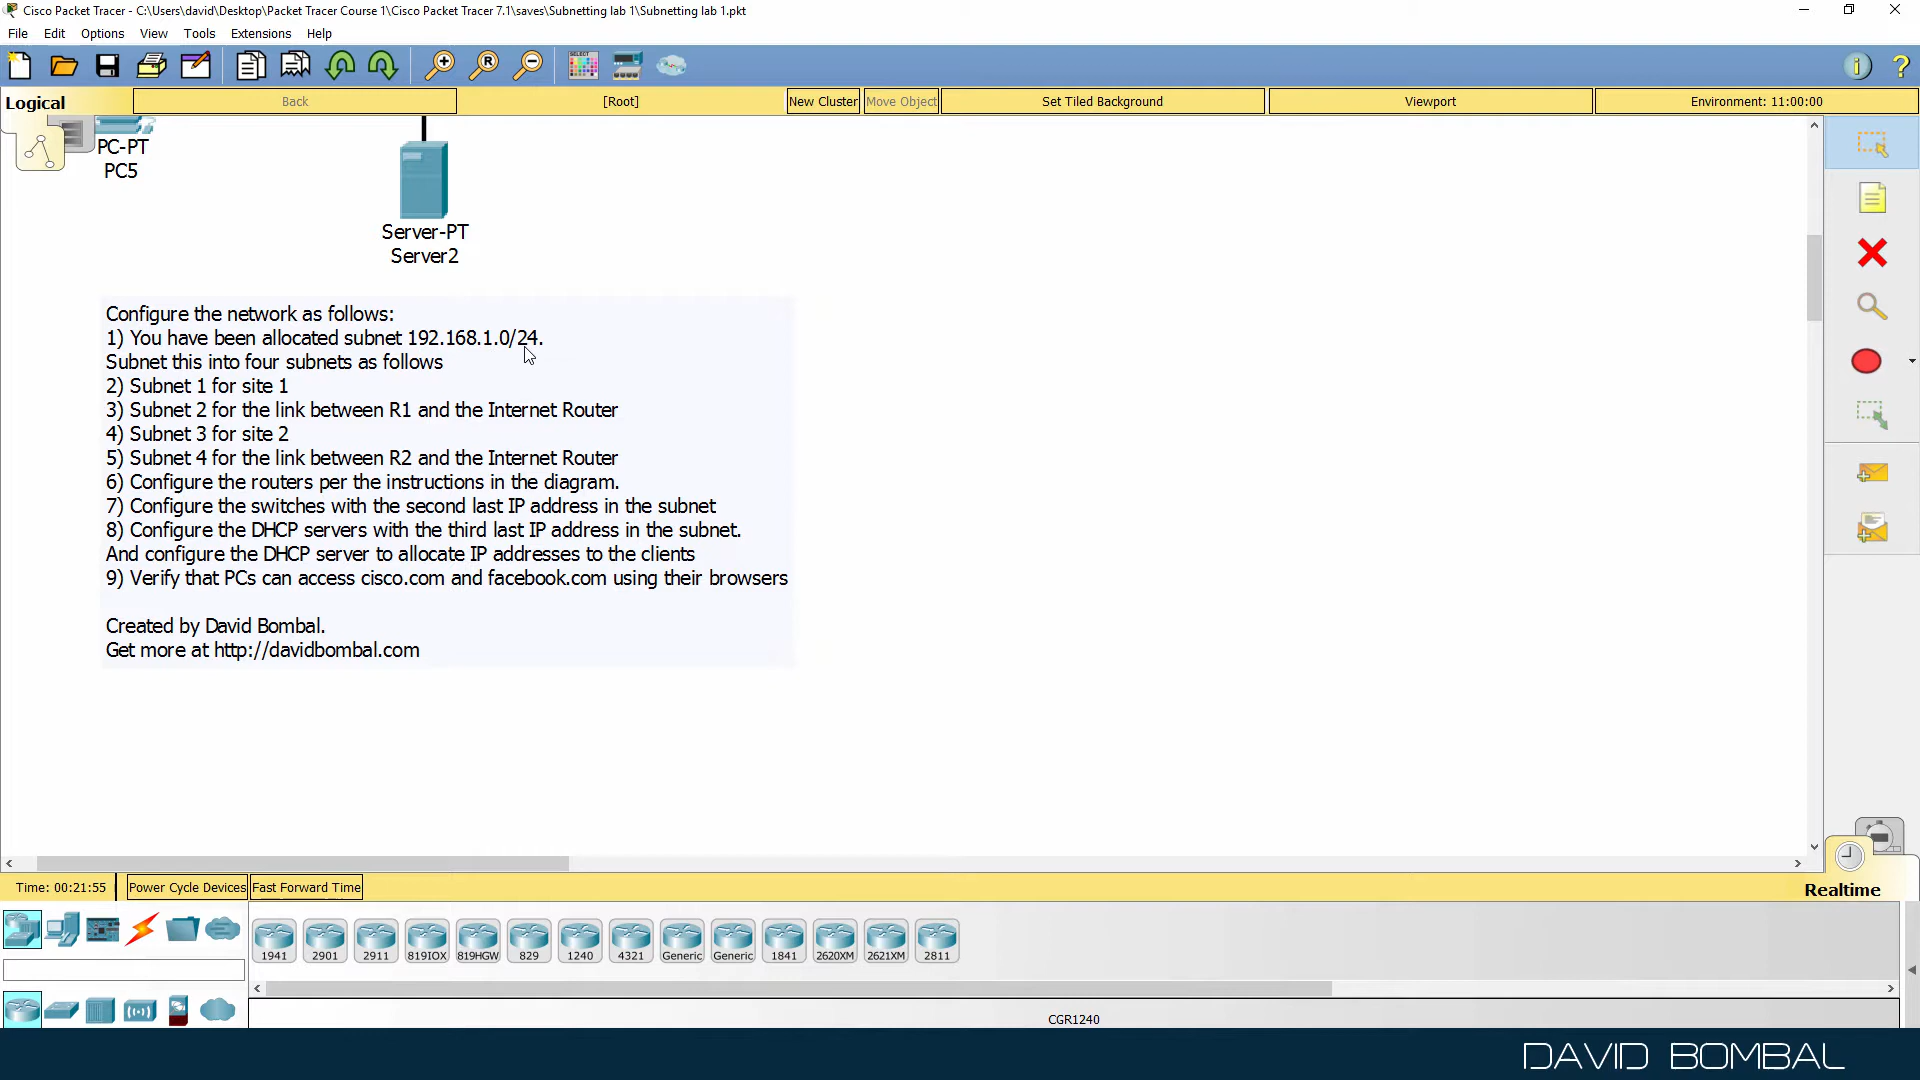 Cisco Packet Tracer - C:\Users\david\Desktop\Packet Tracer Course 1\Cisco Packet Tracer 7.1\saves\Subnetting lab 1\Subnetting lab 1.pkt
File Edit Options View Tools Extensions Help
Logical Back [Root] New Cluster Move Object Set Tiled Background Viewport Environment: 11:00:00
PC-PT
PC5
Server-PT
Server2
Configure the network as follows:
1) You have been allocated subnet 192.168.1.0/24.
Subnet this into four subnets as follows
2) Subnet 1 for site 1
3) Subnet 2 for the link between R1 and the Internet Router
4) Subnet 3 for site 2
5) Subnet 4 for the link between R2 and the Internet Router
6) Configure the routers per the instructions in the diagram.
7) Configure the switches with the second last IP address in the subnet
8) Configure the DHCP servers with the third last IP address in the subnet.
And configure the DHCP server to allocate IP addresses to the clients
9) Verify that PCs can access cisco.com and facebook.com using their browsers
Created by David Bombal.
Get more at http://davidbombal.com
Time: 00:21:55 Power Cycle Devices Fast Forward Time Realtime
1941 2901 2911 819IOX 819HGW 829 1240 4321 Generic Generic 1841 2620XM 2621XM 2811
CGR1240
DAVID BOMBAL